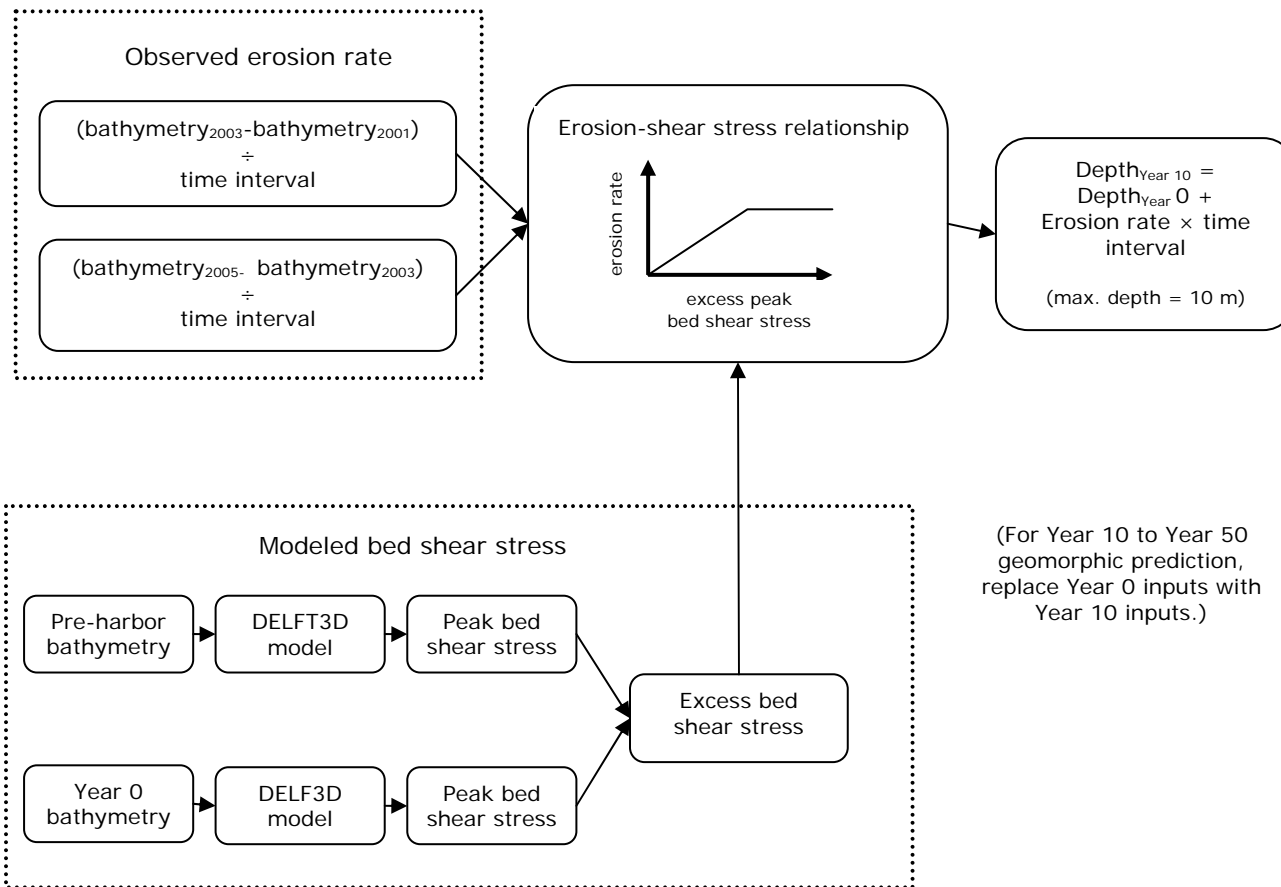 Observed erosion rate
(bathymetry2003-bathymetry2001)
÷
time interval
(bathymetry2005- bathymetry2003)
÷
time interval
Erosion-shear stress relationship
erosion rate
excess peak
bed shear stress
DepthYear 10 =
DepthYear 0 +
Erosion rate × time
interval
(max. depth = 10 m)
Modeled bed shear stress
Pre-harbor
bathymetry
DELFT3D
model
Peak bed
shear stress
Excess bed
shear stress
Year 0
bathymetry
DELF3D
model
Peak bed
shear stress
(For Year 10 to Year 50
geomorphic prediction,
replace Year 0 inputs with
Year 10 inputs.)